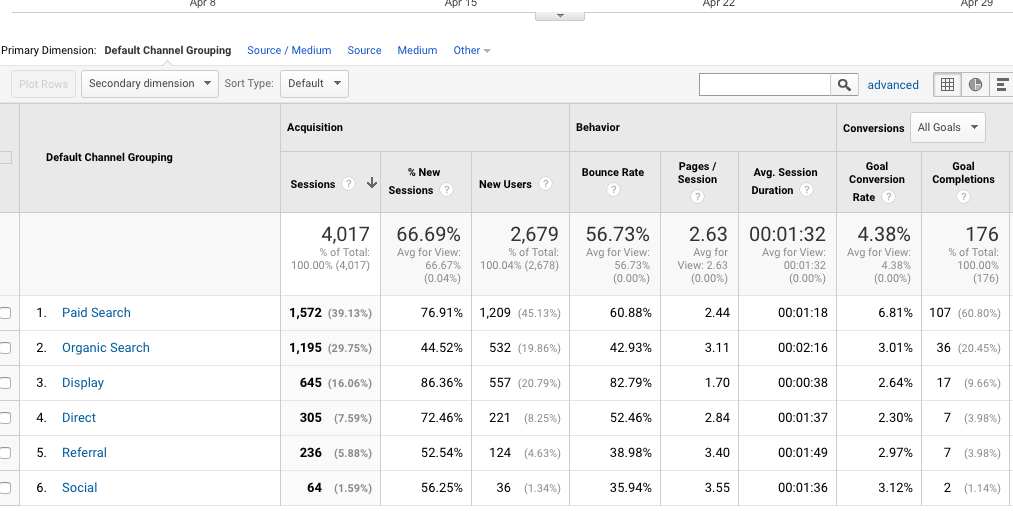 Apr 8 Apr 15 Apr 22 Apr 29
Primary Dimension: Default Channel Grouping Source / Medium Source Medium Other
Plot Rows Secondary dimension Sort Type: Default advanced
Default Channel Grouping
Acquisition Behavior Conversions All Goals
Sessions ? % New Sessions ? New Users ? Bounce Rate ? Pages / Session ? Avg. Session Duration ? Goal Conversion Rate ? Goal Completions ?
4,017 66.69% 2,679 56.73% 2.63 00:01:32 4.38% 176
% of Total: Avg for View: % of Total: Avg for View: Avg for Avg for View: Avg for View: % of Total:
100.00% (4,017) 66.67% 100.04% (2,678) 56.73% View: 2.63 00:01:32 4.38% 100.00%
(0.04%) (0.00%) (0.00%) (0.00%) (0.00%) (176)
1. Paid Search 1,572 (39.13%) 76.91% 1,209 (45.13%) 60.88% 2.44 00:01:18 6.81% 107 (60.80%)
2. Organic Search 1,195 (29.75%) 44.52% 532 (19.86%) 42.93% 3.11 00:02:16 3.01% 36 (20.45%)
3. Display 645 (16.06%) 86.36% 557 (20.79%) 82.79% 1.70 00:00:38 2.64% 17 (9.66%)
4. Direct 305 (7.59%) 72.46% 221 (8.25%) 52.46% 2.84 00:01:37 2.30% 7 (3.98%)
5. Referral 236 (5.88%) 52.54% 124 (4.63%) 38.98% 3.40 00:01:49 2.97% 7 (3.98%)
6. Social 64 (1.59%) 56.25% 36 (1.34%) 35.94% 3.55 00:01:36 3.12% 2 (1.14%)